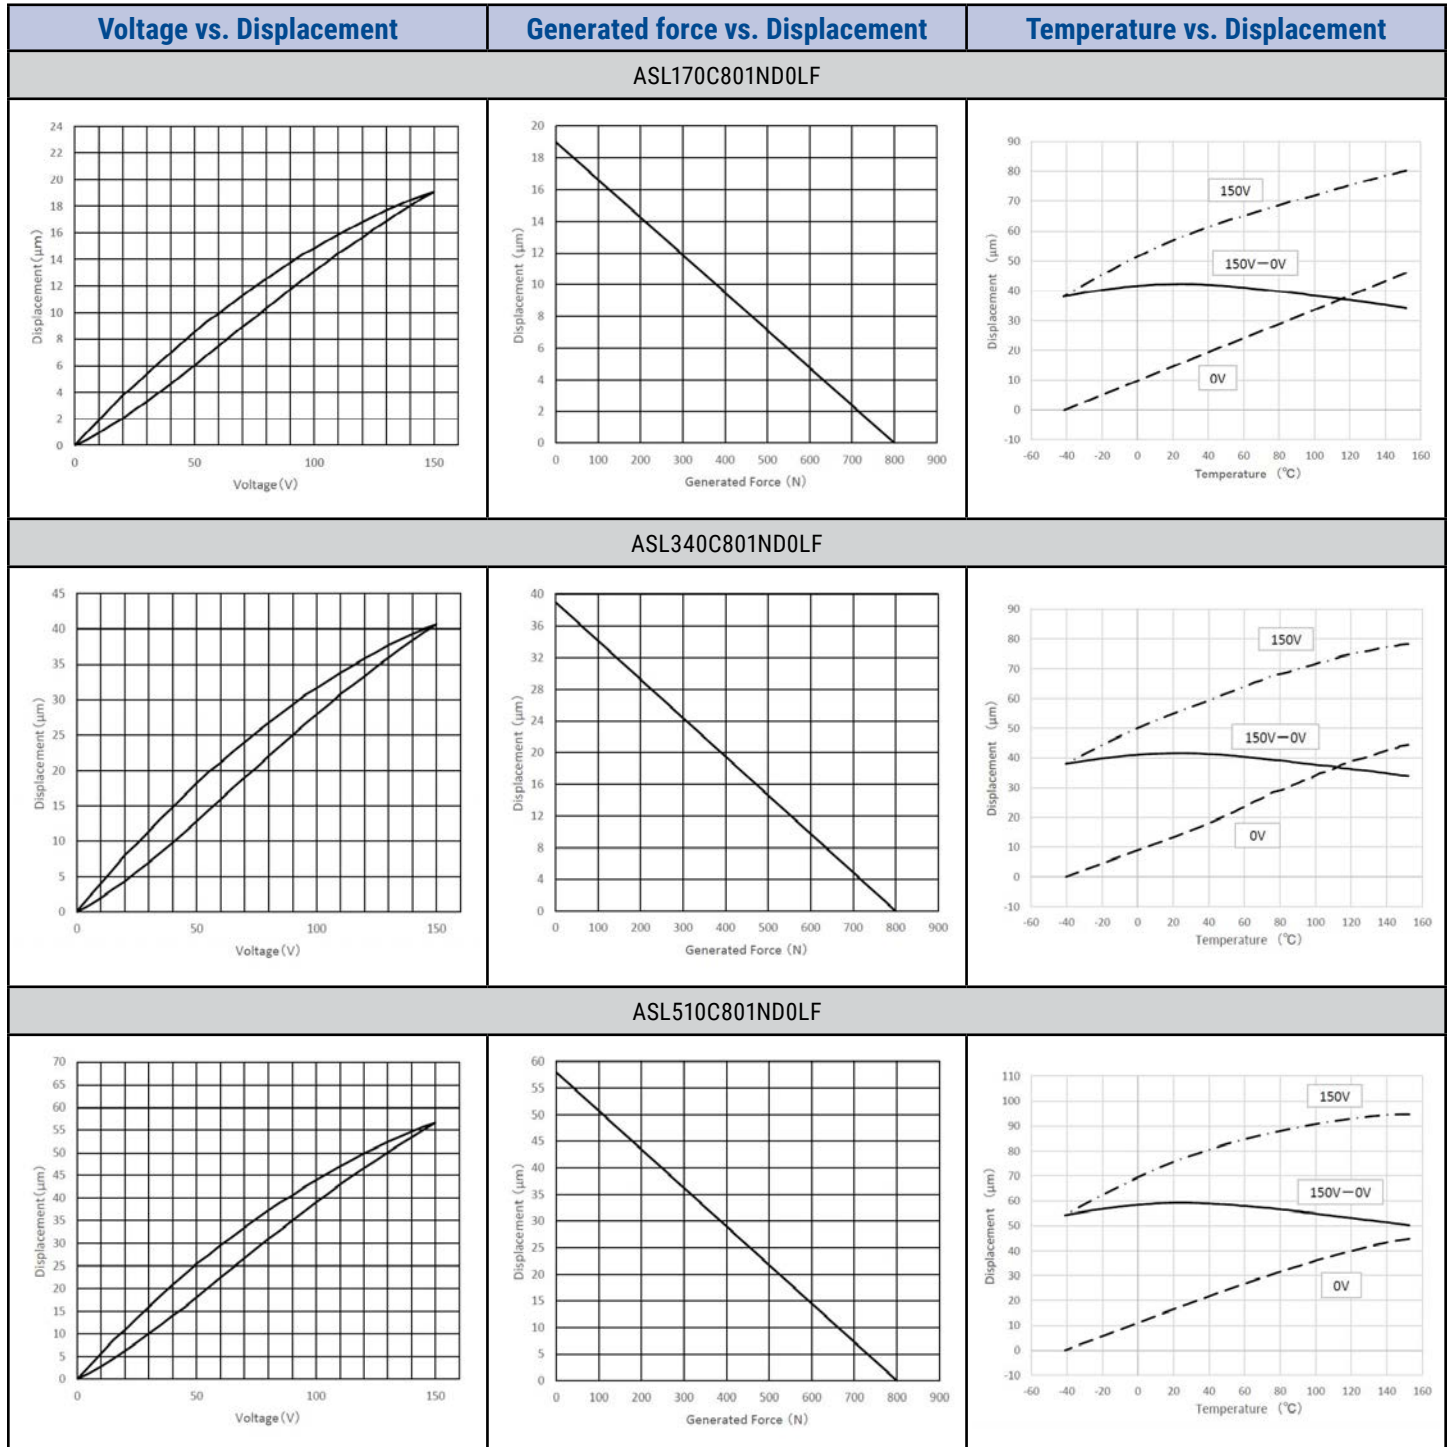 Voltage vs. Displacement
Generated force vs. Displacement
Temperature vs. Displacement
ASL170C801ND0LF
24
22
20
18
16
14
12
10
8
6
4
2
0
Displacement(μm)
0 50 100 150
Voltage(V)
20
18
16
14
12
10
8
6
4
2
0
Displacement (μm)
0 100 200 300 400 500 600 700 800 900
Generated Force (N)
90
80
70
60
50
40
30
20
10
0
-10
Displacement (μm)
150V
150V－0V
0V
-60 -40 -20 0 20 40 60 80 100 120 140 160
Temperature (℃)
ASL340C801ND0LF
45
40
35
30
25
20
15
10
5
0
Displacement(μm)
0 50 100 150
Voltage(V)
40
36
32
28
24
20
16
12
8
4
0
Displacement (μm)
0 100 200 300 400 500 600 700 800 900
Generated Force (N)
90
80
70
60
50
40
30
20
10
0
-10
Displacement (μm)
150V
150V－0V
0V
-60 -40 -20 0 20 40 60 80 100 120 140 160
Temperature (℃)
ASL510C801ND0LF
70
65
60
55
50
45
40
35
30
25
20
15
10
5
0
Displacement(μm)
0 50 100 150
Voltage(V)
60
55
50
45
40
35
30
25
20
15
10
5
0
Displacement (μm)
0 100 200 300 400 500 600 700 800 900
Generated Force (N)
110
100
90
80
70
60
50
40
30
20
10
0
-10
Displacement (μm)
150V
150V－0V
0V
-60 -40 -20 0 20 40 60 80 100 120 140 160
Temperature (℃)